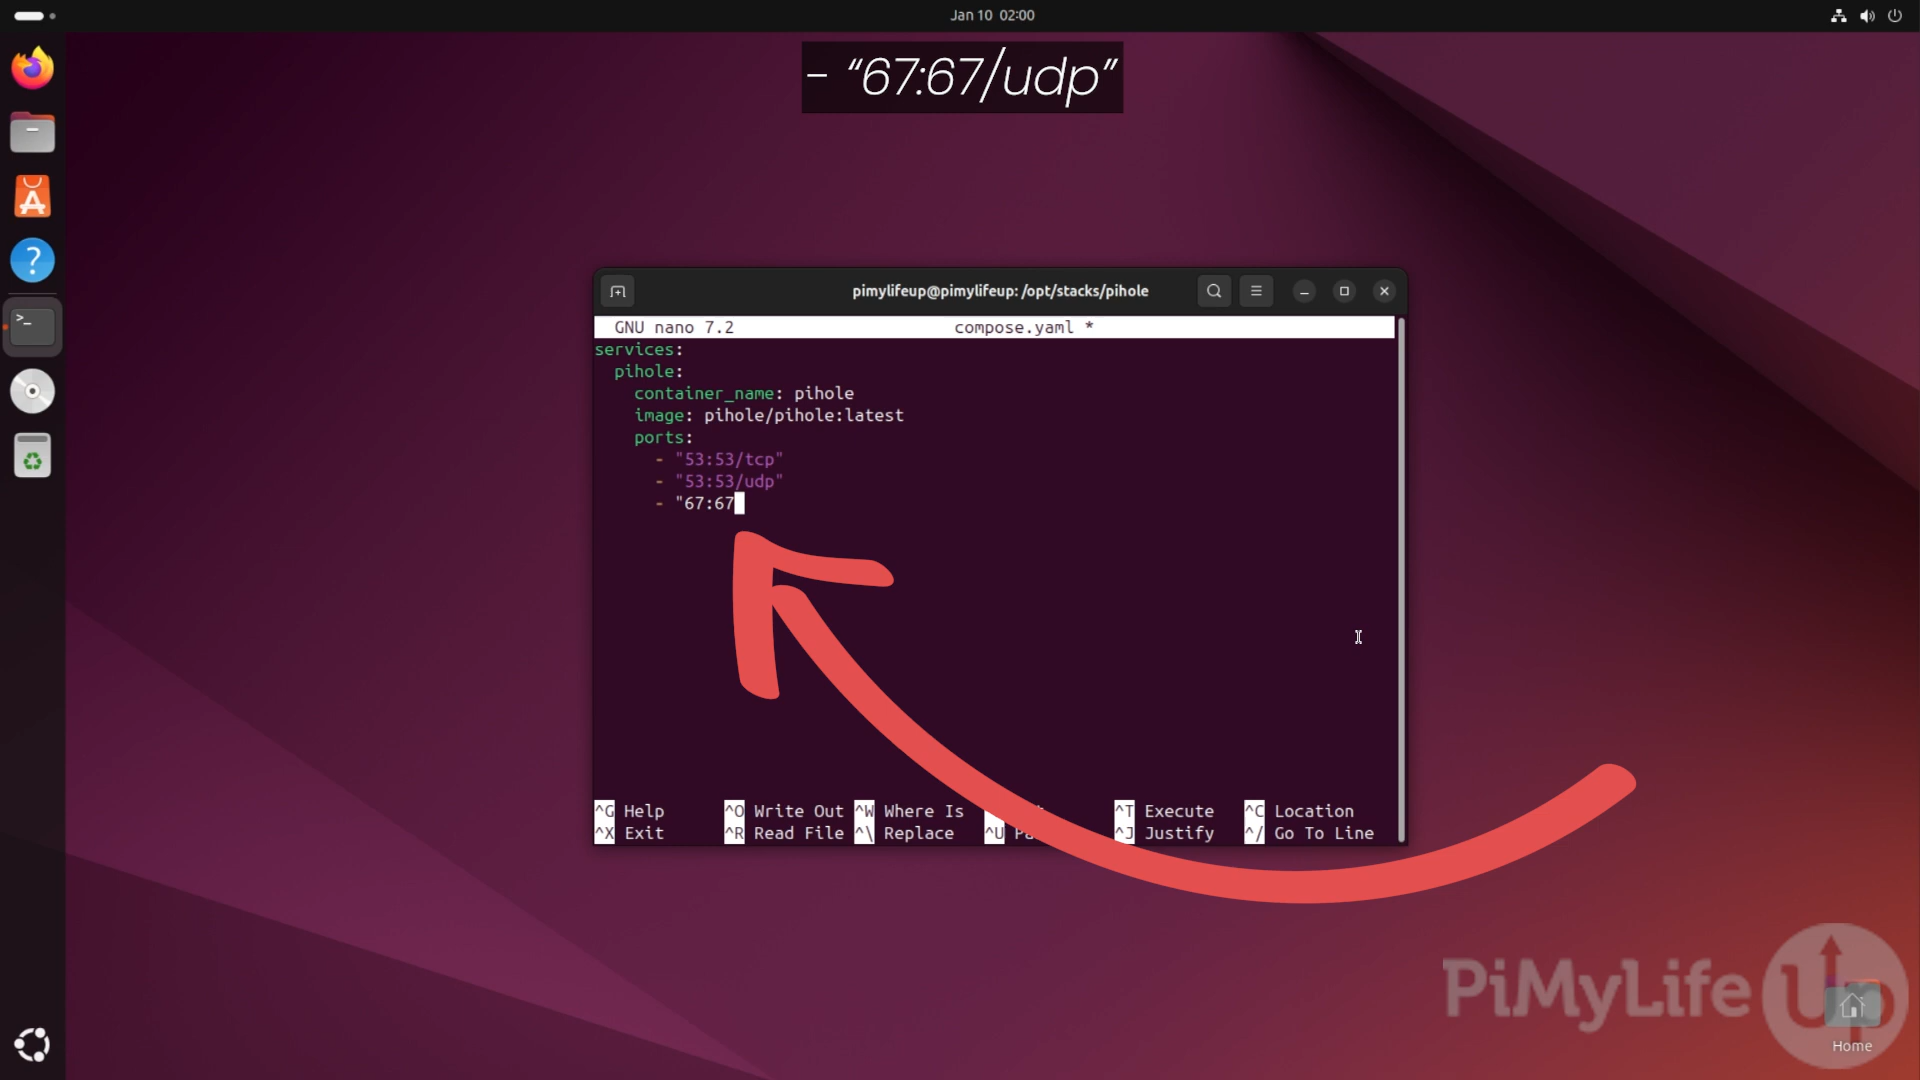 Jan 10 02:00
- “67:67/udp”
pimylifeup@pimylifeup: /opt/stacks/pihole
GNU nano 7.2 compose.yaml *
services:
pihole:
container_name: pihole
image: pihole/pihole:latest
ports:
- "53:53/tcp"
- "53:53/udp"
- "67:67
^G Help ^O Write Out ^W Where Is ^T Execute ^C Location
^X Exit ^R Read File ^\ Replace ^U ^J Justify ^/ Go To Line
PiMyLife Up
Home